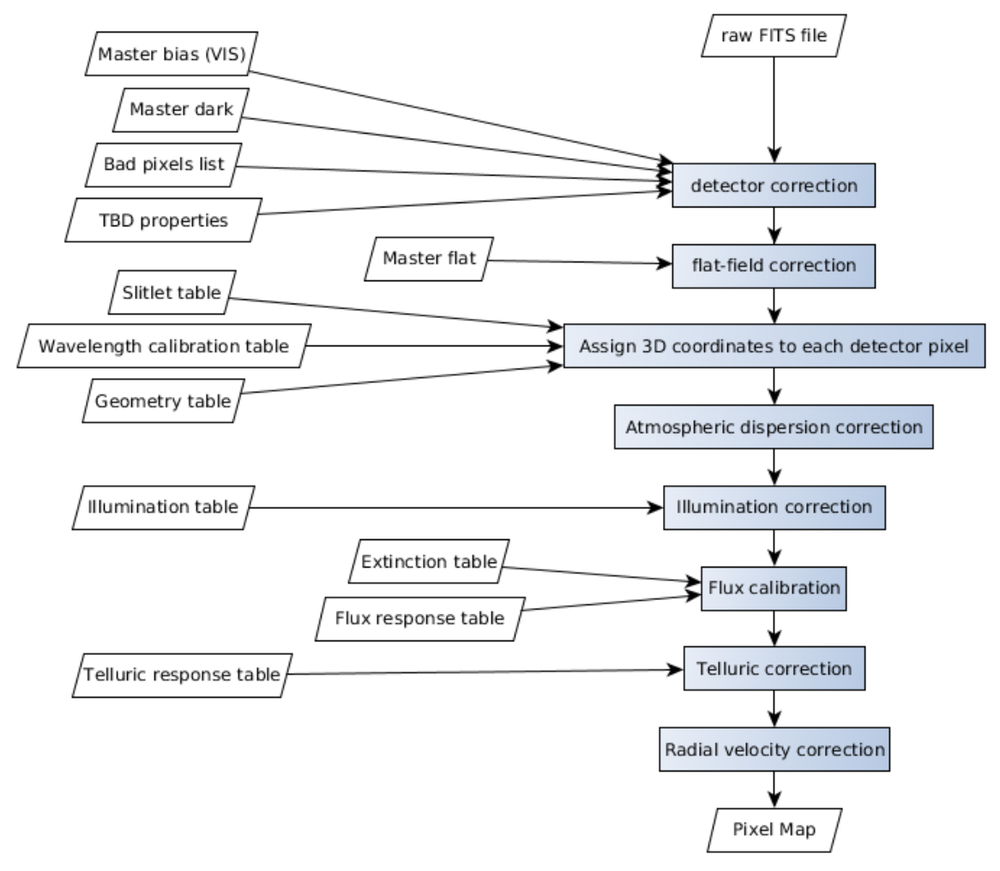 raw FITS file
Master bias (VIS)
Master dark
Bad pixels list
detector correction
TBD properties
Master flat
flat-field correction
Slitlet table
Wavelength calibration table
Assign 3D coordinates to each detector pixel
Geometry table
Atmospheric dispersion correction
Illumination table
Illumination correction
Extinction table
Flux calibration
Flux response table
Telluric response table
Telluric correction
Radial velocity correction
Pixel Map